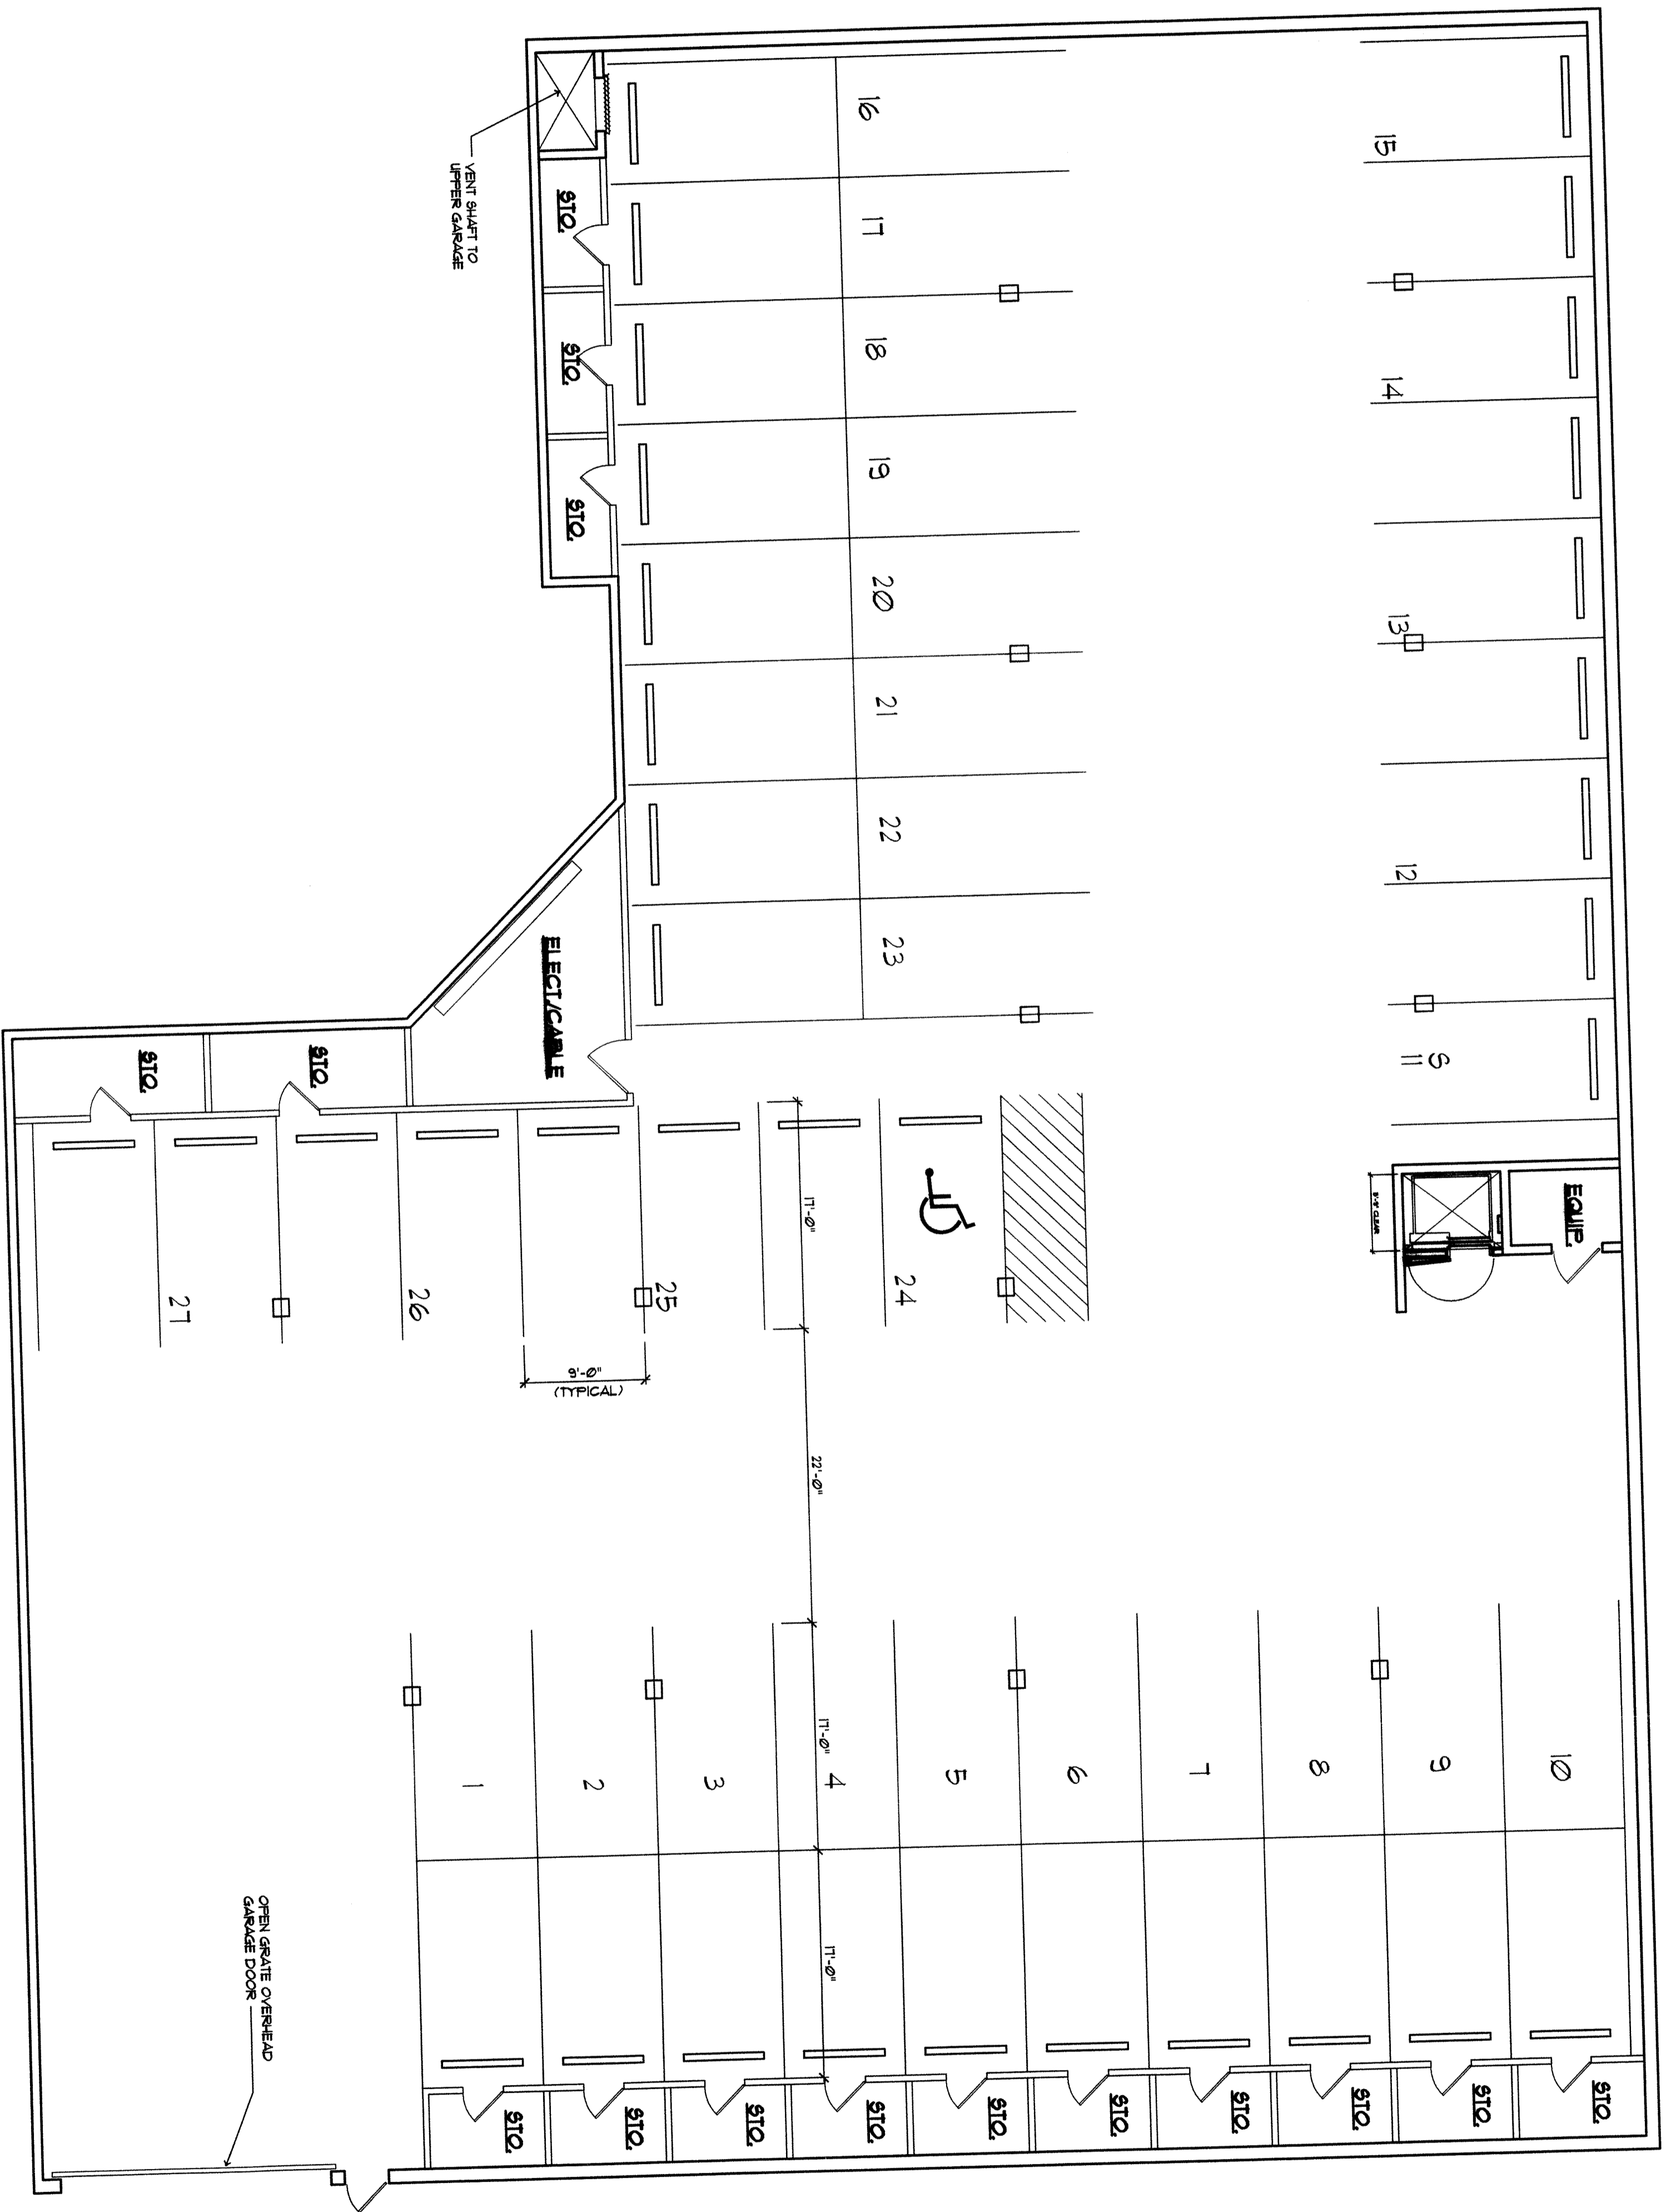 15
14
13
12
S
11
EQUIP.
5'-9" CLEAR
10
9
8
7
6
5
4
3
2
1
STO.
STO.
STO.
STO.
STO.
STO.
STO.
STO.
STO.
STO.
16
17
18
19
20
21
22
23
24
25
26
27
17'-0"
22'-0"
17'-0"
17'-0"
9'-0"
(TYPICAL)
STO.
STO.
STO.
ELECT./CABLE
STO.
STO.
VENT SHAFT TO
UPPER GARAGE
OPEN GRATE OVERHEAD
GARAGE DOOR